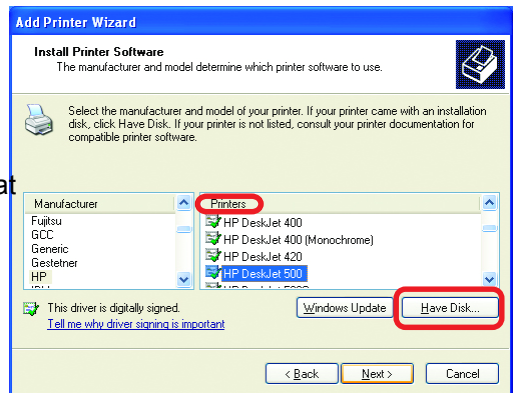 Add Printer Wizard
Install Printer Software
The manufacturer and model determine which printer software to use.
Select the manufacturer and model of your printer. If your printer came with an installation
disk, click Have Disk. If your printer is not listed, consult your printer documentation for
compatible printer software.
at
Manufacturer
Fujitsu
GCC
Generic
Gestetner
HP
Printers
HP DeskJet 400
HP DeskJet 400 (Monochrome)
HP DeskJet 420
HP DeskJet 500
This driver is digitally signed.
Tell me why driver signing is important
Windows Update
Have Disk...
< Back
Next >
Cancel